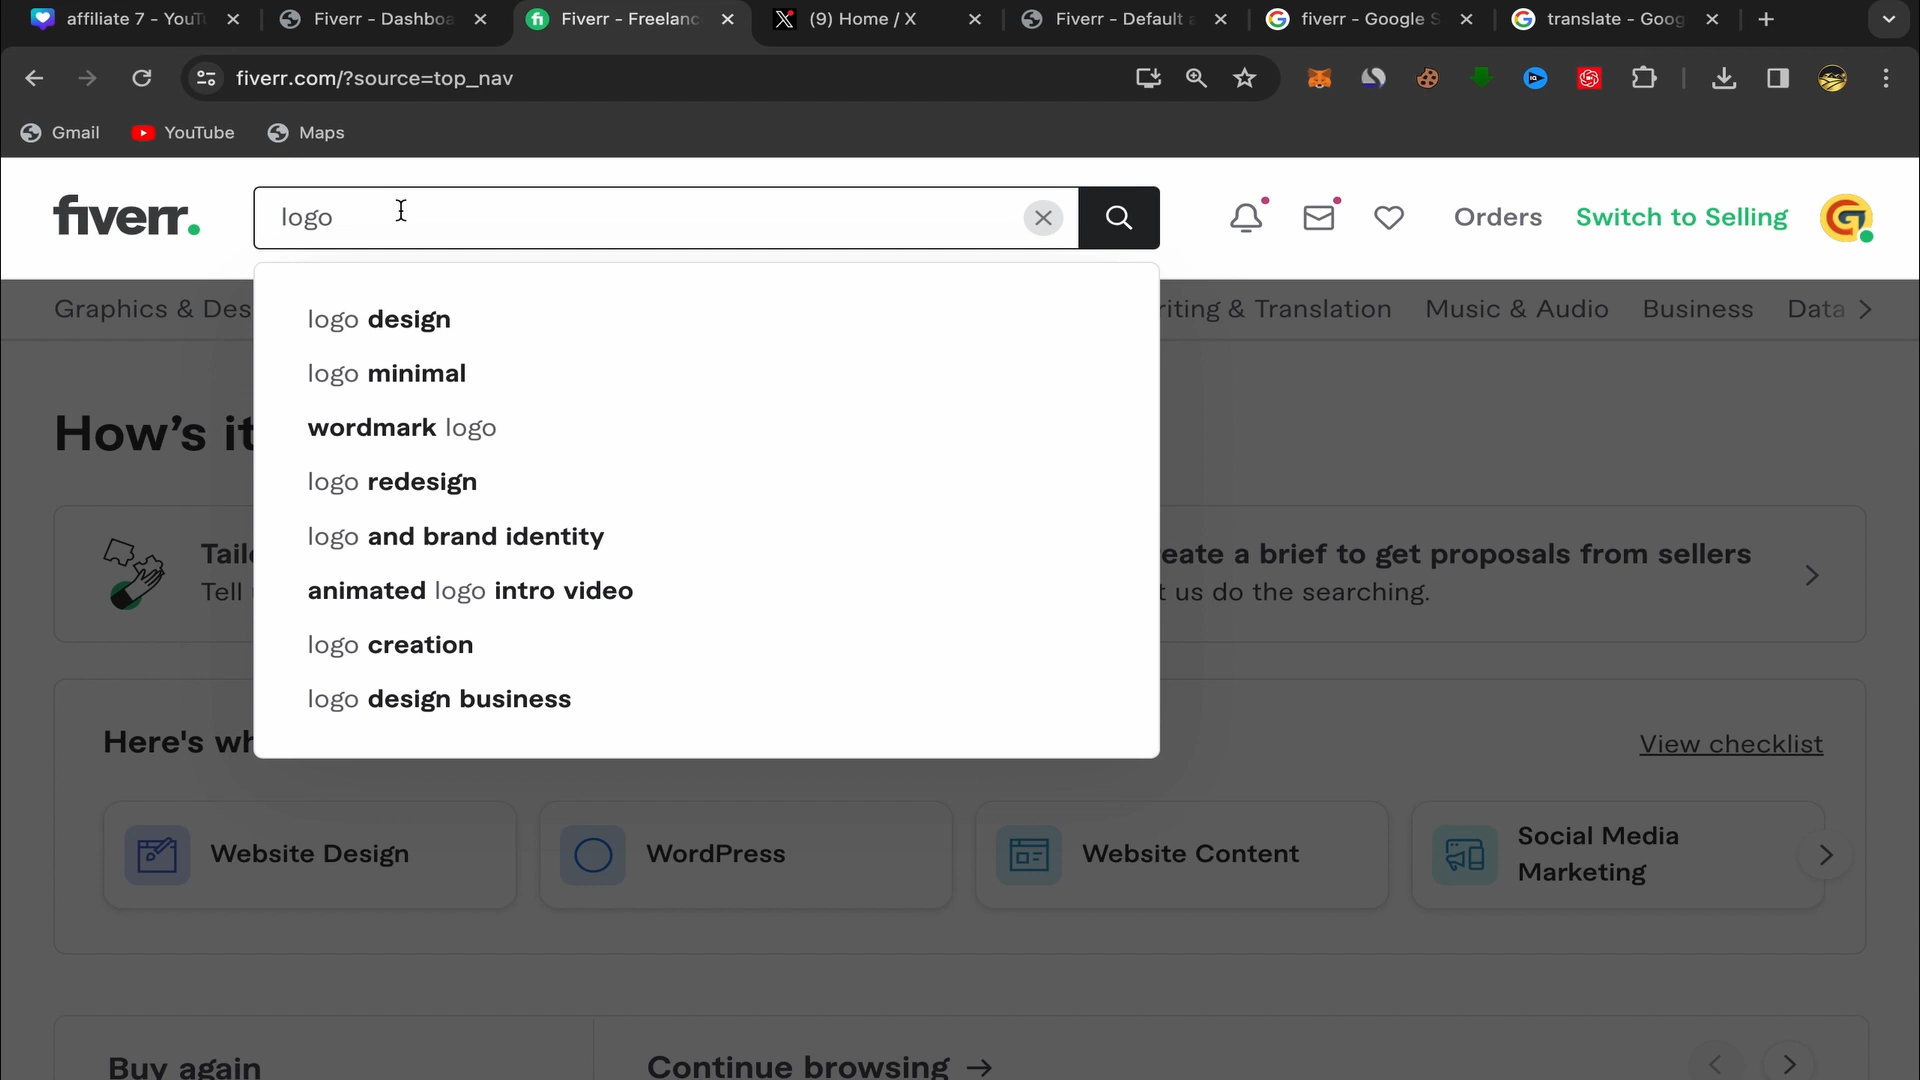 affiliate 7 - YouT
Fiverr - Dashboa
Fiverr - Freelanc
(9) Home / X
Fiverr - Default a
fiverr - Google S
translate - Goog
fiverr.com/?source=top_nav
Gmail
YouTube
Maps
fiverr.
logo
Orders
Switch to Selling
Graphics & Des
riting & Translation
Music & Audio
Business
Data
logo design
logo minimal
wordmark logo
logo redesign
logo and brand identity
animated logo intro video
logo creation
logo design business
How's it
Tail
Tell
reate a brief to get proposals from sellers
t us do the searching.
Here's wh
View checklist
Website Design
WordPress
Website Content
Social Media
Marketing
Buy again
Continue browsing →